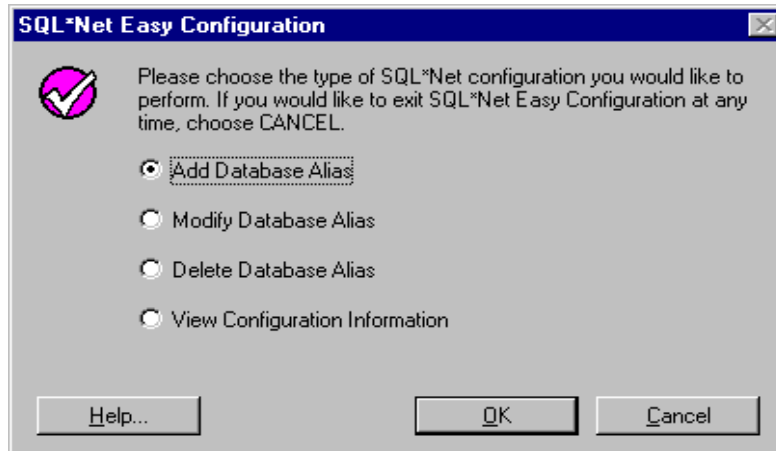 SQL*Net Easy Configuration
Please choose the type of SQL*Net configuration you would like to
perform. If you would like to exit SQL*Net Easy Configuration at any
time, choose CANCEL.
Add Database Alias
Modify Database Alias
Delete Database Alias
View Configuration Information
Help...
OK
Cancel